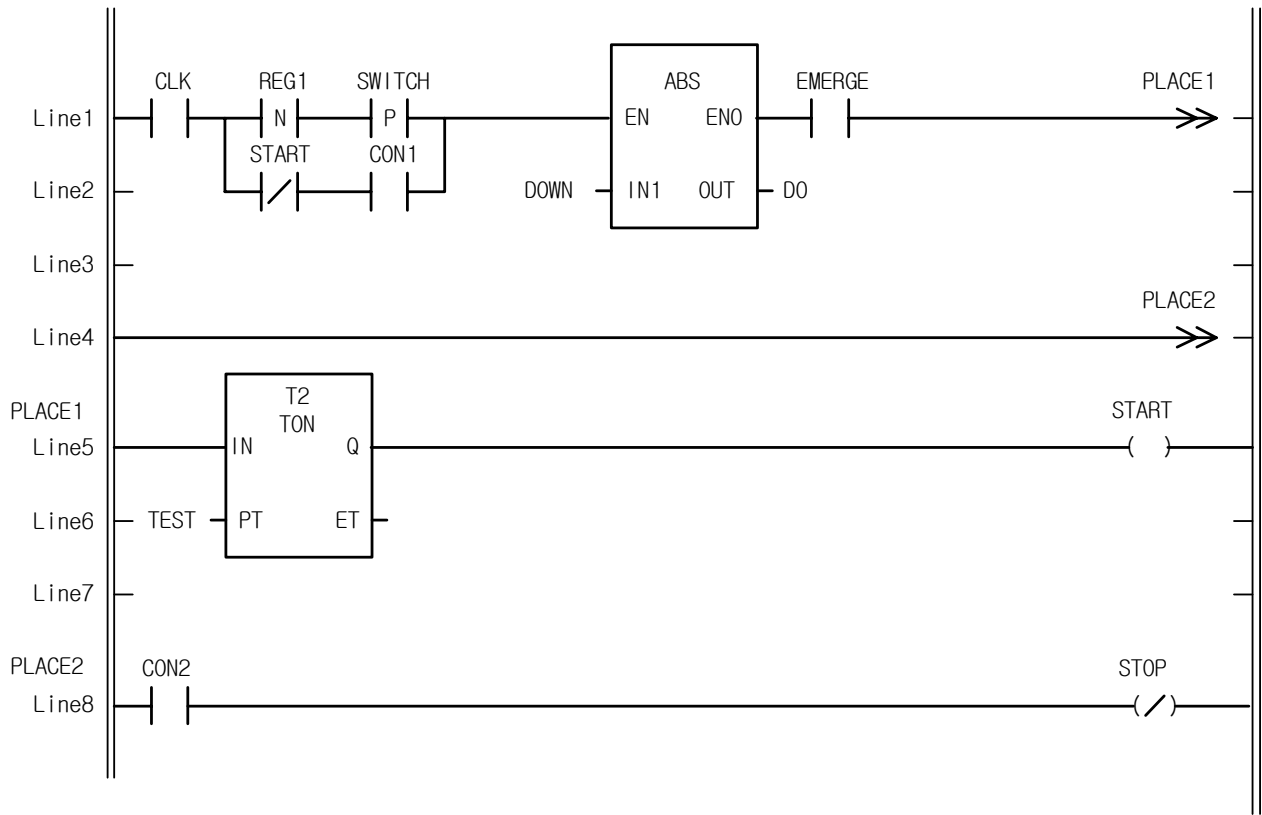 CLK REG1 SWITCH ABS EMERGE PLACE1
Line1 N P EN ENO
START CON1
Line2 / DOWN IN1 OUT DO
Line3
PLACE2
Line4
T2
PLACE1 TON START
Line5 IN Q ( )
Line6 TEST PT ET
Line7
PLACE2 CON2 STOP
Line8 (/)